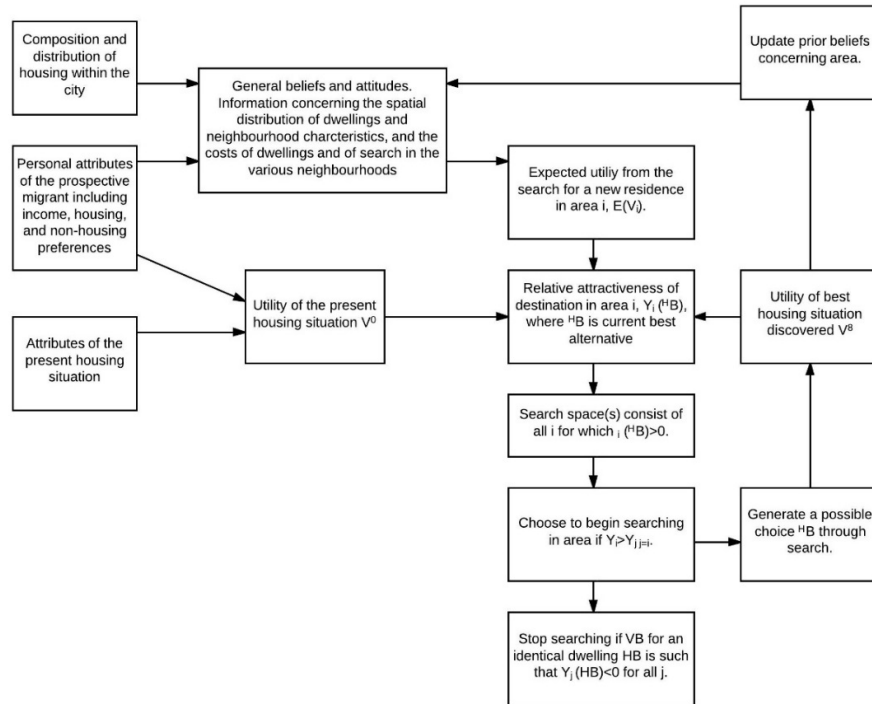 Composition and
distribution of
housing within the
city
General beliefs and attitudes.
Information concerning the spatial
distribution of dwellings and
neighbourhood charcteristics, and the
costs of dwellings and of search in the
various neighbourhoods
Update prior beliefs
concerning area.
Personal attributes
of the prospective
migrant including
income, housing,
and non-housing
preferences
Expected utiliy from the
search for a new residence
in area i, E(Vᵢ).
Utility of the present
housing situation V⁰
Relative attractiveness of
destination in area i, Yᵢ (ᴴB),
where ᴴB is current best
alternative
Utility of best
housing situation
discovered V⁸
Attributes of the
present housing
situation
Search space(s) consist of
all i for which ᵢ (ᴴB)>0.
Choose to begin searching
in area if Yᵢ>Yⱼ ⱼ₌ᵢ.
Generate a possible
choice ᴴB through
search.
Stop searching if VB for an
identical dwelling HB is such
that Yⱼ (HB)<0 for all j.